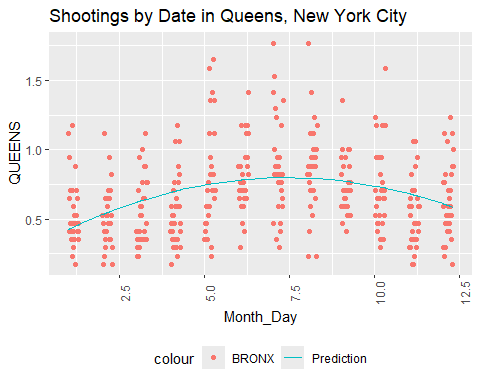 Shootings by Date in Queens, New York City
QUEENS
1.5
1.0
0.5
2.5
5.0
7.5
10.0
12.5
Month_Day
colour
BRONX
Prediction